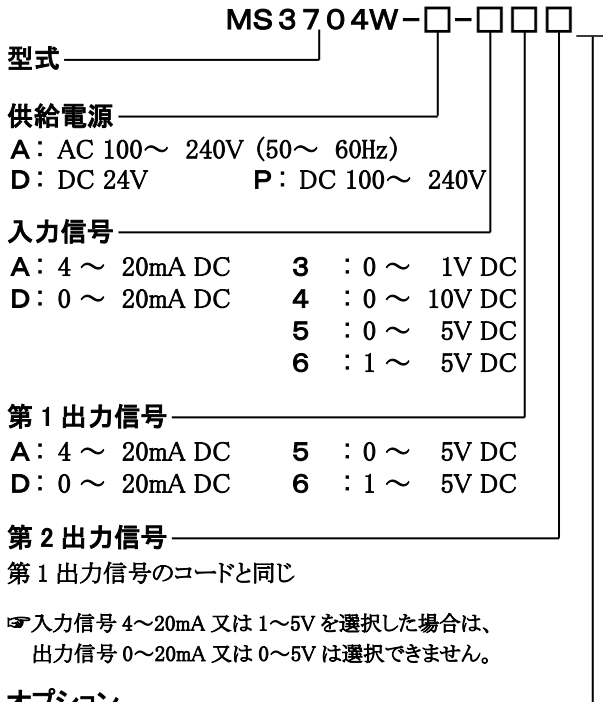 MS3704W-□-□□□
型式
供給電源
A: AC 100～ 240V (50～ 60Hz)
D: DC 24V P: DC 100～ 240V
入力信号
A: 4 ～ 20mA DC 3 : 0 ～ 1V DC
D: 0 ～ 20mA DC 4 : 0 ～ 10V DC
5 : 0 ～ 5V DC
6 : 1 ～ 5V DC
第 1 出力信号
A: 4 ～ 20mA DC 5 : 0 ～ 5V DC
D: 0 ～ 20mA DC 6 : 1 ～ 5V DC
第 2 出力信号
第 1 出力信号のコードと同じ
☞入力信号 4～20mA 又は 1～5V を選択した場合は、
出力信号 0～20mA 又は 0～5V は選択できません。
オプション